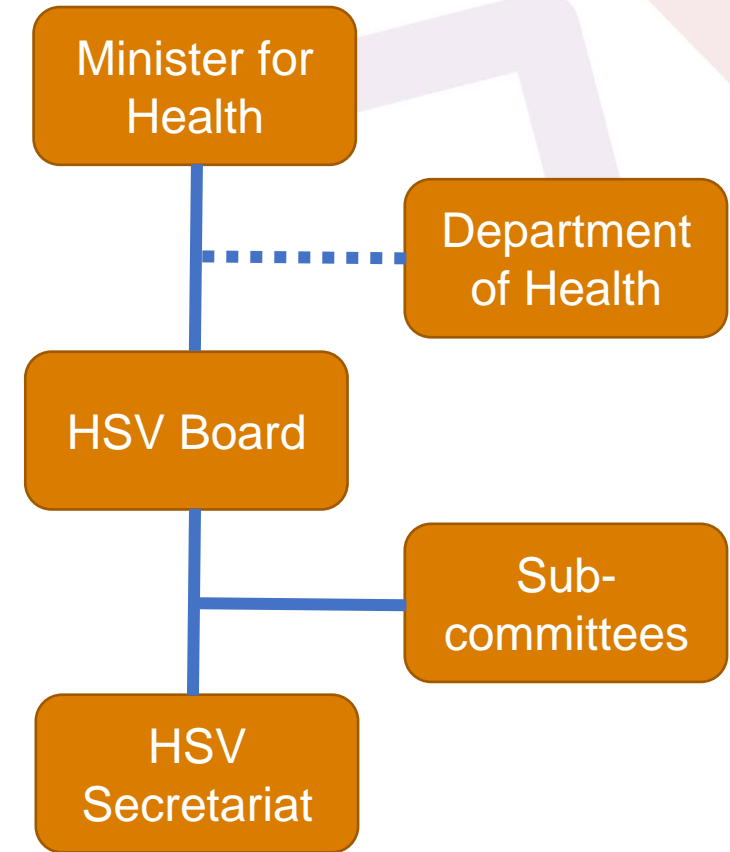 Minister for
Health
Department
of Health
HSV Board
Sub-
committees
HSV
Secretariat